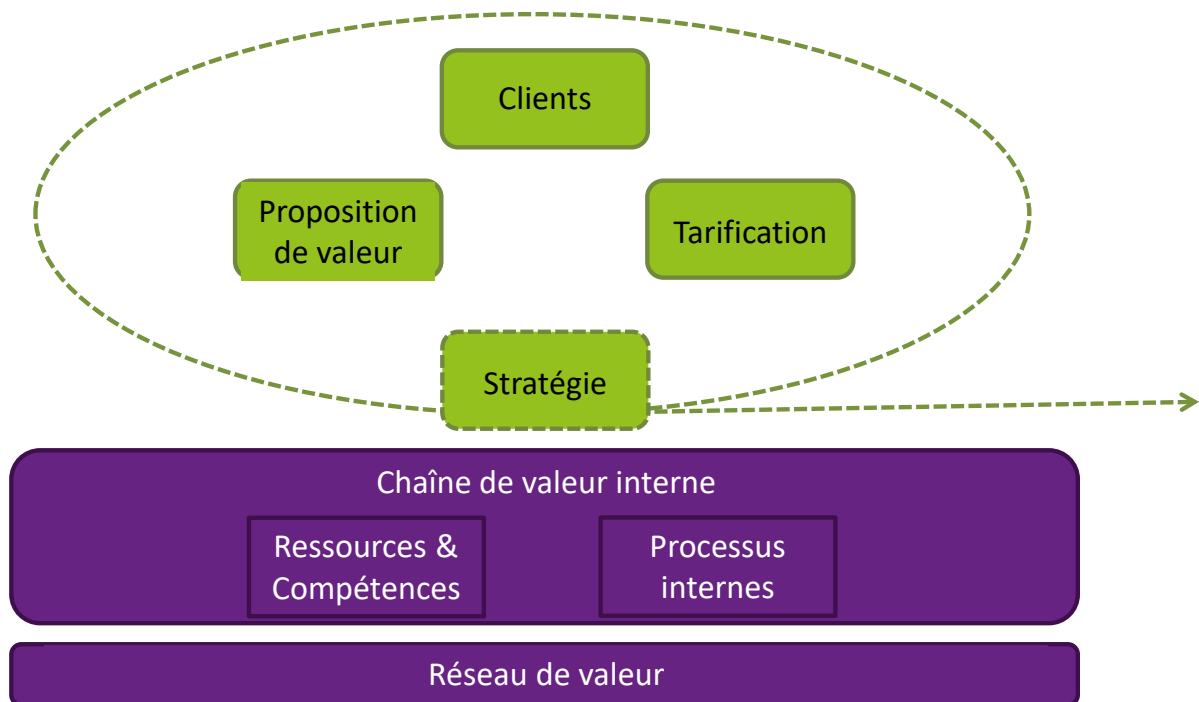 Clients
Proposition
de valeur
Tarification
Stratégie
Chaîne de valeur interne
Ressources &
Compétences
Processus
internes
Réseau de valeur